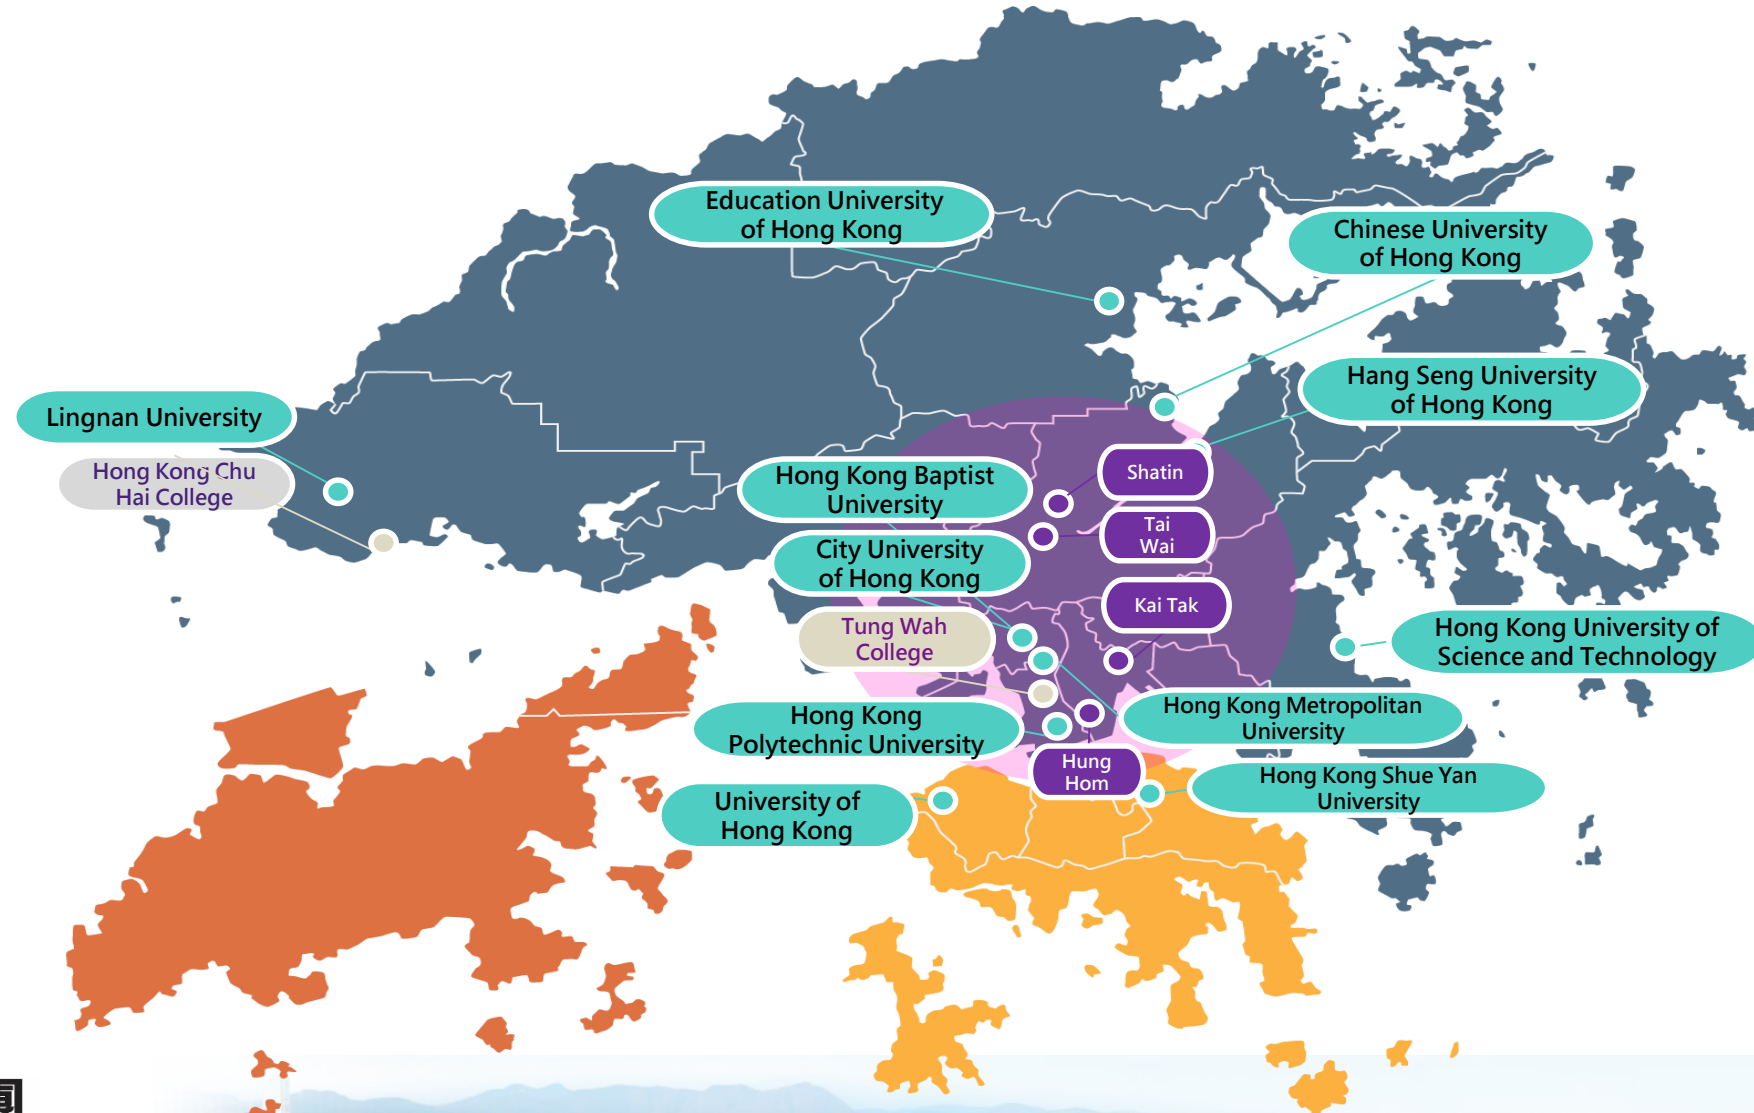 Education University
of Hong Kong
Chinese University
of Hong Kong
Hang Seng University
of Hong Kong
Lingnan University
Hong Kong Chu
Hai College
Hong Kong Baptist
University
Shatin
Tai
Wai
City University
of Hong Kong
Kai Tak
Tung Wah
College
Hong Kong University of
Science and Technology
Hong Kong
Polytechnic University
Hong Kong Metropolitan
University
Hung
Hom
Hong Kong Shue Yan
University
University of
Hong Kong